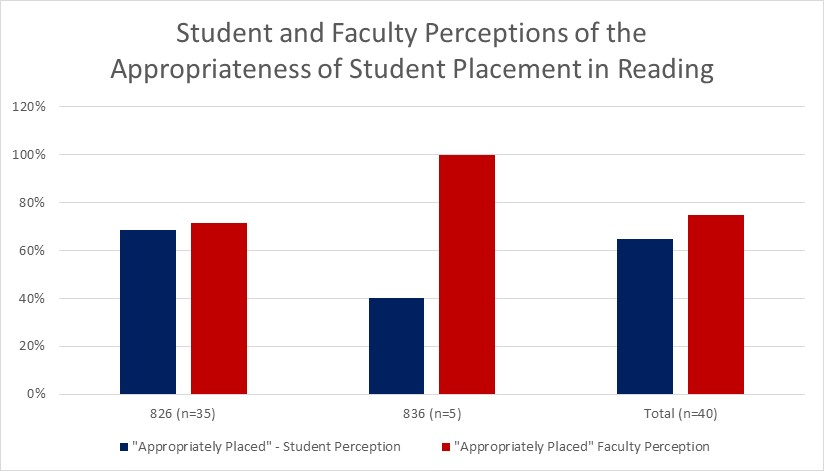 Student and Faculty Perceptions of the
Appropriateness of Student Placement in Reading
120%
100%
80%
60%
40%
20%
0%
826 (n=35) 836 (n=5) Total (n=40)
"Appropriately Placed" - Student Perception "Appropriately Placed" Faculty Perception